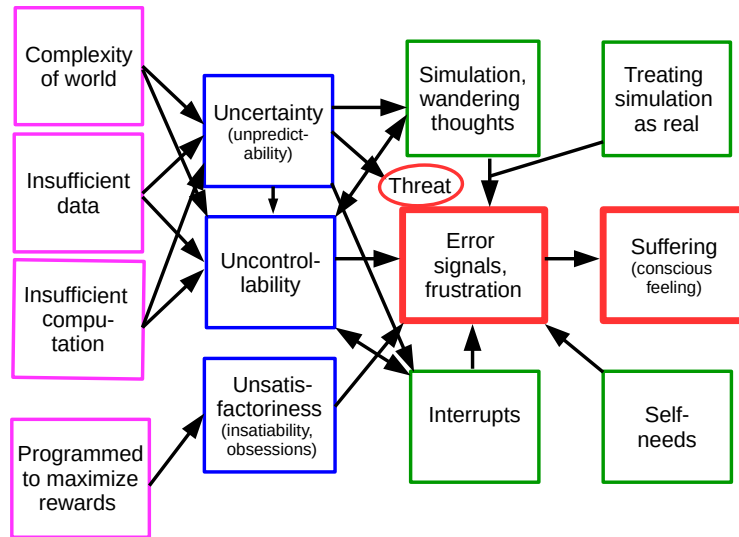 Complexity
of world
Insufficient
data
Insufficient
compu-
tation
Programmed
to maximize
rewards
Uncertainty
(unpredict-
ability)
Uncontrol-
lability
Unsatis-
factoriness
(insatiability,
obsessions)
Simulation,
wandering
thoughts
Threat
Error
signals,
frustration
Interrupts
Treating
simulation
as real
Suffering
(conscious
feeling)
Self-
needs